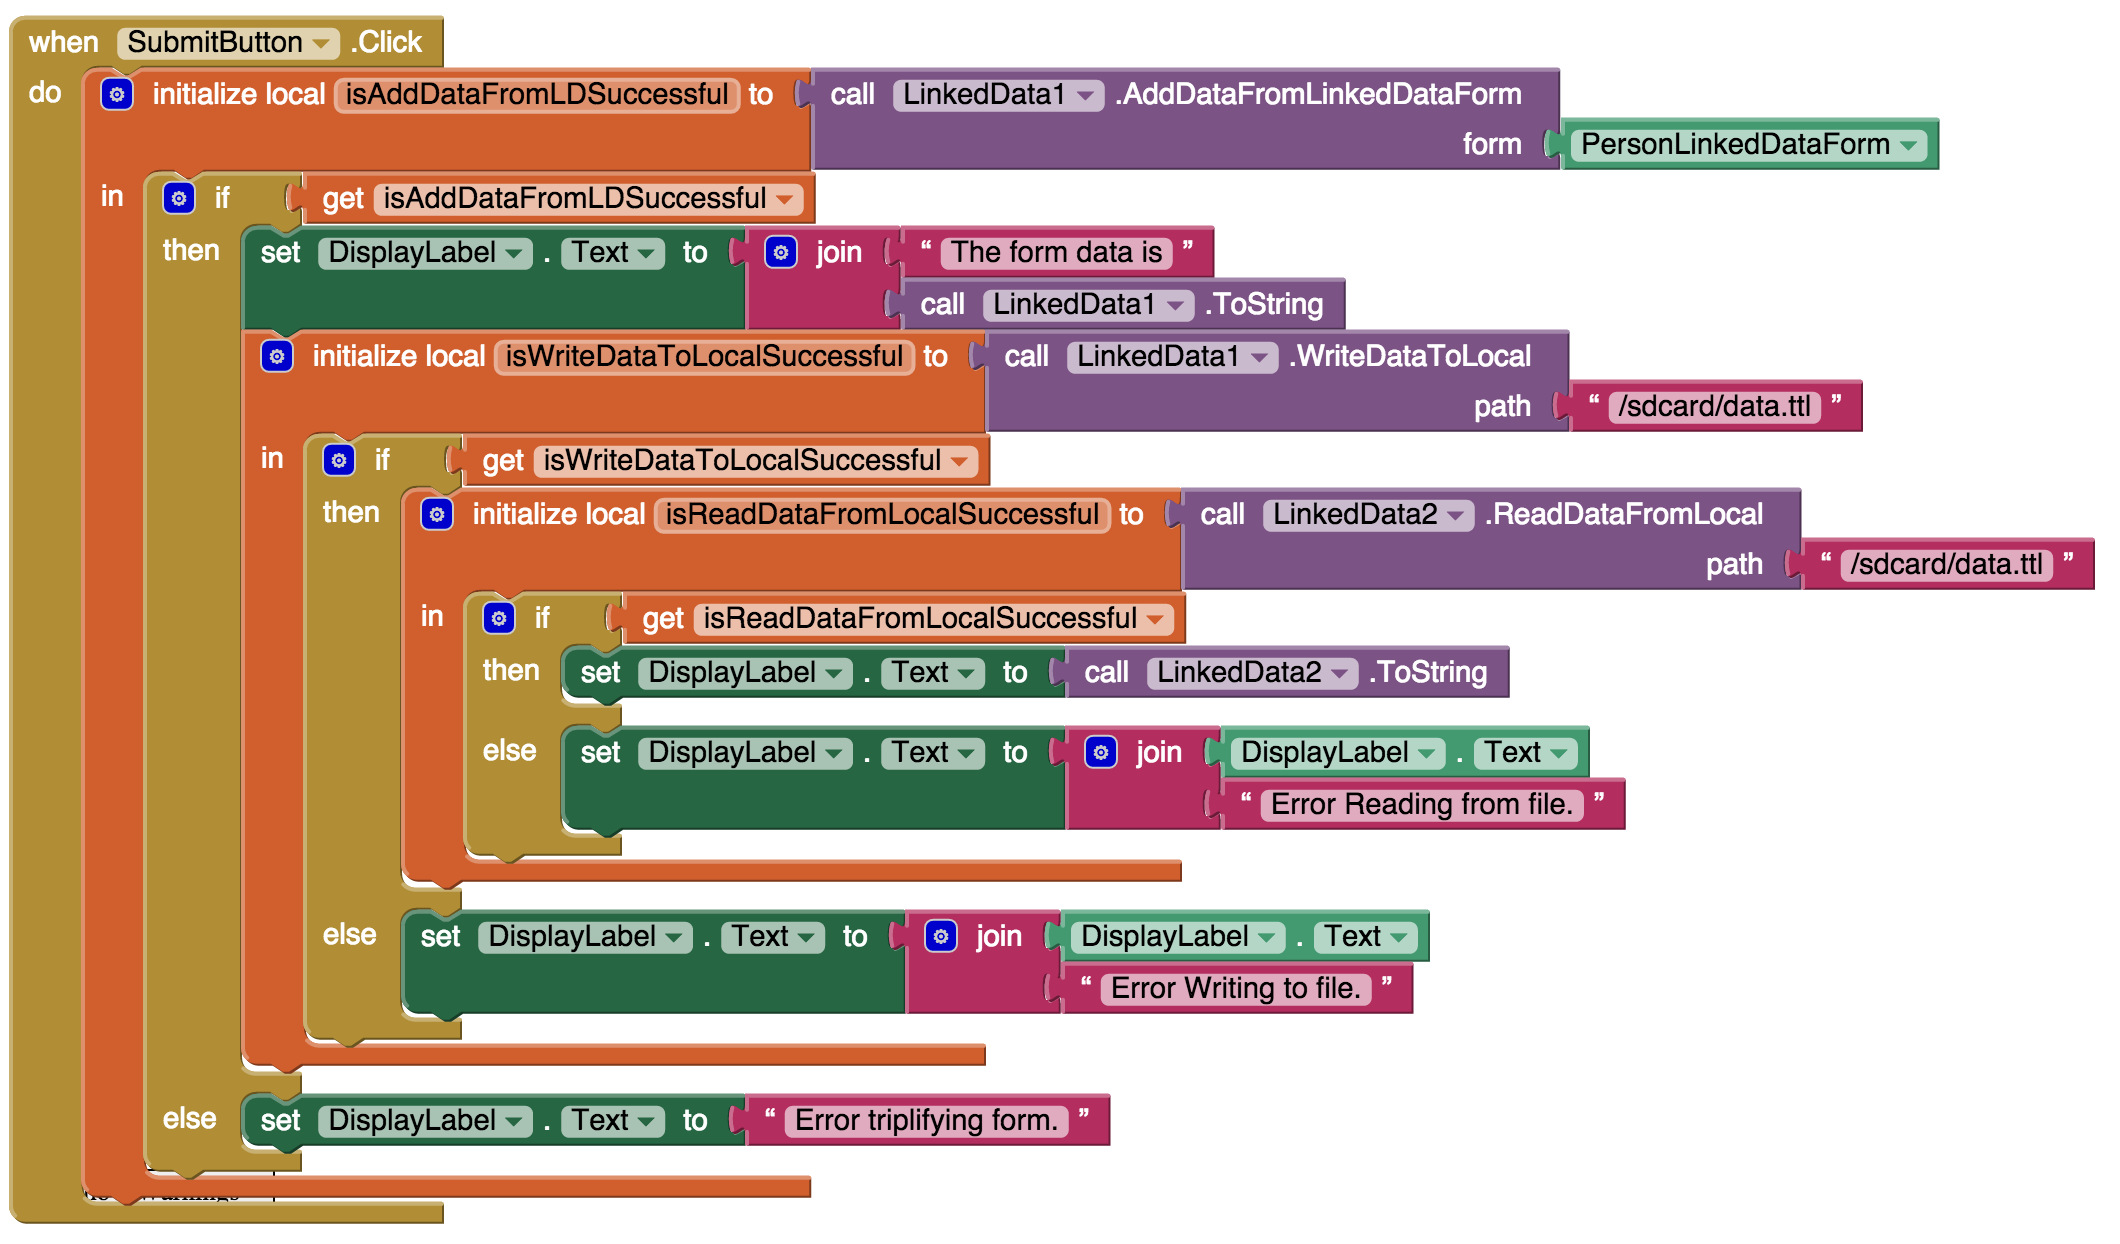 when SubmitButton .Click
do initialize local isAddDataFromLDSuccessful to call LinkedData1 .AddDataFromLinkedDataForm
form PersonLinkedDataForm
in if get isAddDataFromLDSuccessful
then set DisplayLabel . Text to join “ The form data is ”
call LinkedData1 .ToString
initialize local isWriteDataToLocalSuccessful to call LinkedData1 .WriteDataToLocal
path “ /sdcard/data.ttl ”
in if get isWriteDataToLocalSuccessful
then initialize local isReadDataFromLocalSuccessful to call LinkedData2 .ReadDataFromLocal
path “ /sdcard/data.ttl ”
in if get isReadDataFromLocalSuccessful
then set DisplayLabel . Text to call LinkedData2 .ToString
else set DisplayLabel . Text to join DisplayLabel . Text
“ Error Reading from file. ”
else set DisplayLabel . Text to join DisplayLabel . Text
“ Error Writing to file. ”
else set DisplayLabel . Text to “ Error triplifying form. ”